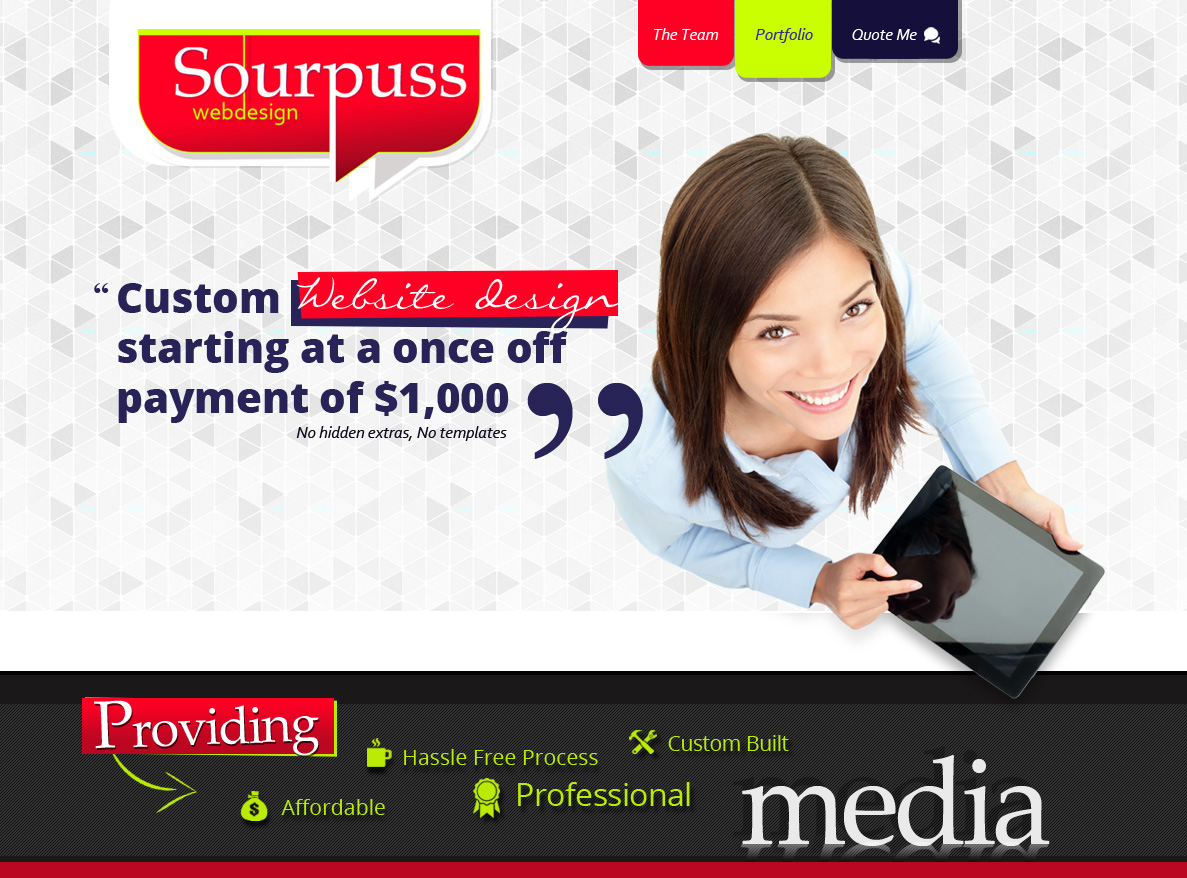 Sourpuss
webdesign
The Team
Portfolio
Quote Me
“ Custom Website design
starting at a once off
payment of $1,000 ”
No hidden extras, No templates
Providing
Hassle Free Process
Custom Built
Affordable
Professional
media